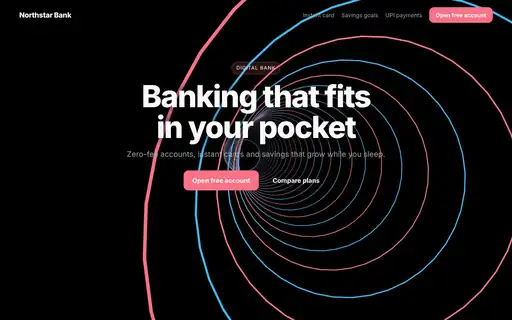 Northstar Bank
Instant card Savings goals UPI payments Open free account
DIGITAL BANK
Banking that fits
in your pocket
Zero-fee accounts, instant cards and savings that grow while you sleep.
Open free account Compare plans